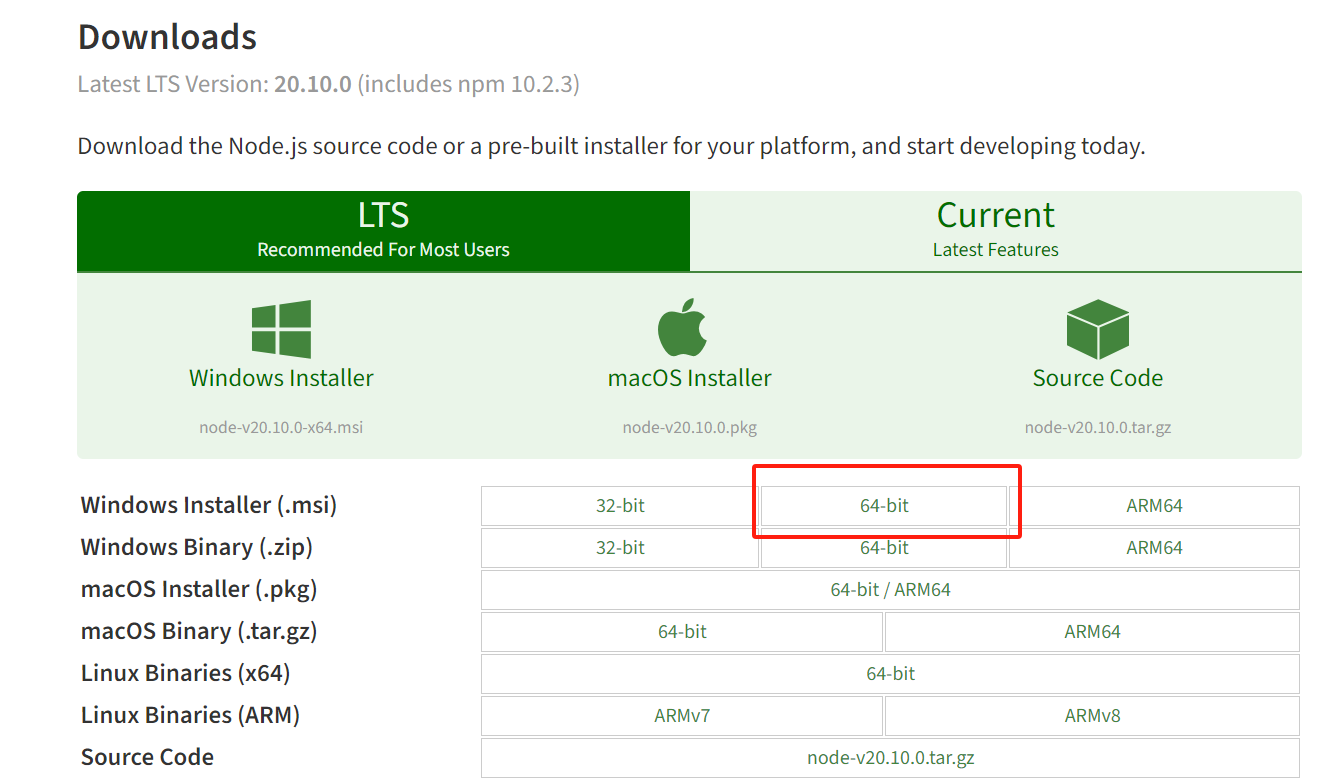 Downloads
Latest LTS Version: 20.10.0 (includes npm 10.2.3)
Download the Node.js source code or a pre-built installer for your platform, and start developing today.
LTS
Recommended For Most Users
Current
Latest Features
Windows Installer
node-v20.10.0-x64.msi
macOS Installer
node-v20.10.0.pkg
Source Code
node-v20.10.0.tar.gz
Windows Installer (.msi) 32-bit 64-bit ARM64
Windows Binary (.zip) 32-bit 64-bit ARM64
macOS Installer (.pkg) 64-bit / ARM64
macOS Binary (.tar.gz) 64-bit ARM64
Linux Binaries (x64) 64-bit
Linux Binaries (ARM) ARMv7 ARMv8
Source Code node-v20.10.0.tar.gz